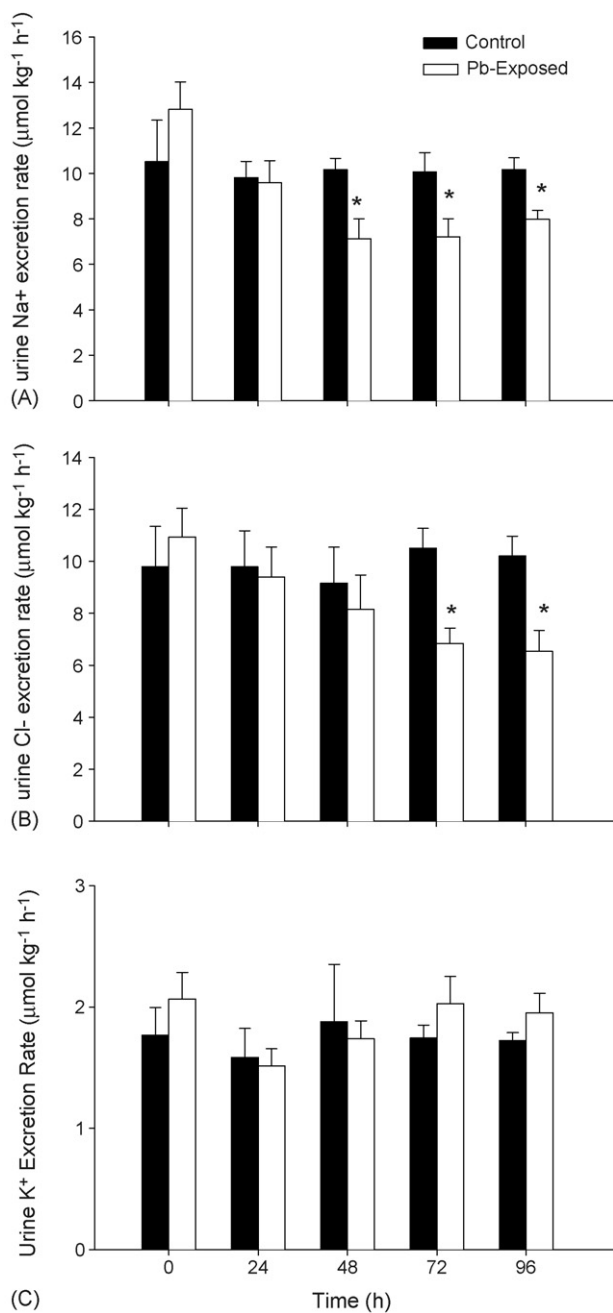 Control
Pb-Exposed
urine Na+ excretion rate (µmol kg-1 h-1)
16
14
12
10
8
6
4
2
0
*
*
*
(A)
urine Cl- excretion rate (µmol kg-1 h-1)
14
12
10
8
6
4
2
0
*
*
(B)
Urine K+ Excretion Rate (µmol kg-1 h-1)
3
2
1
0
0 24 48 72 96
(C) Time (h)